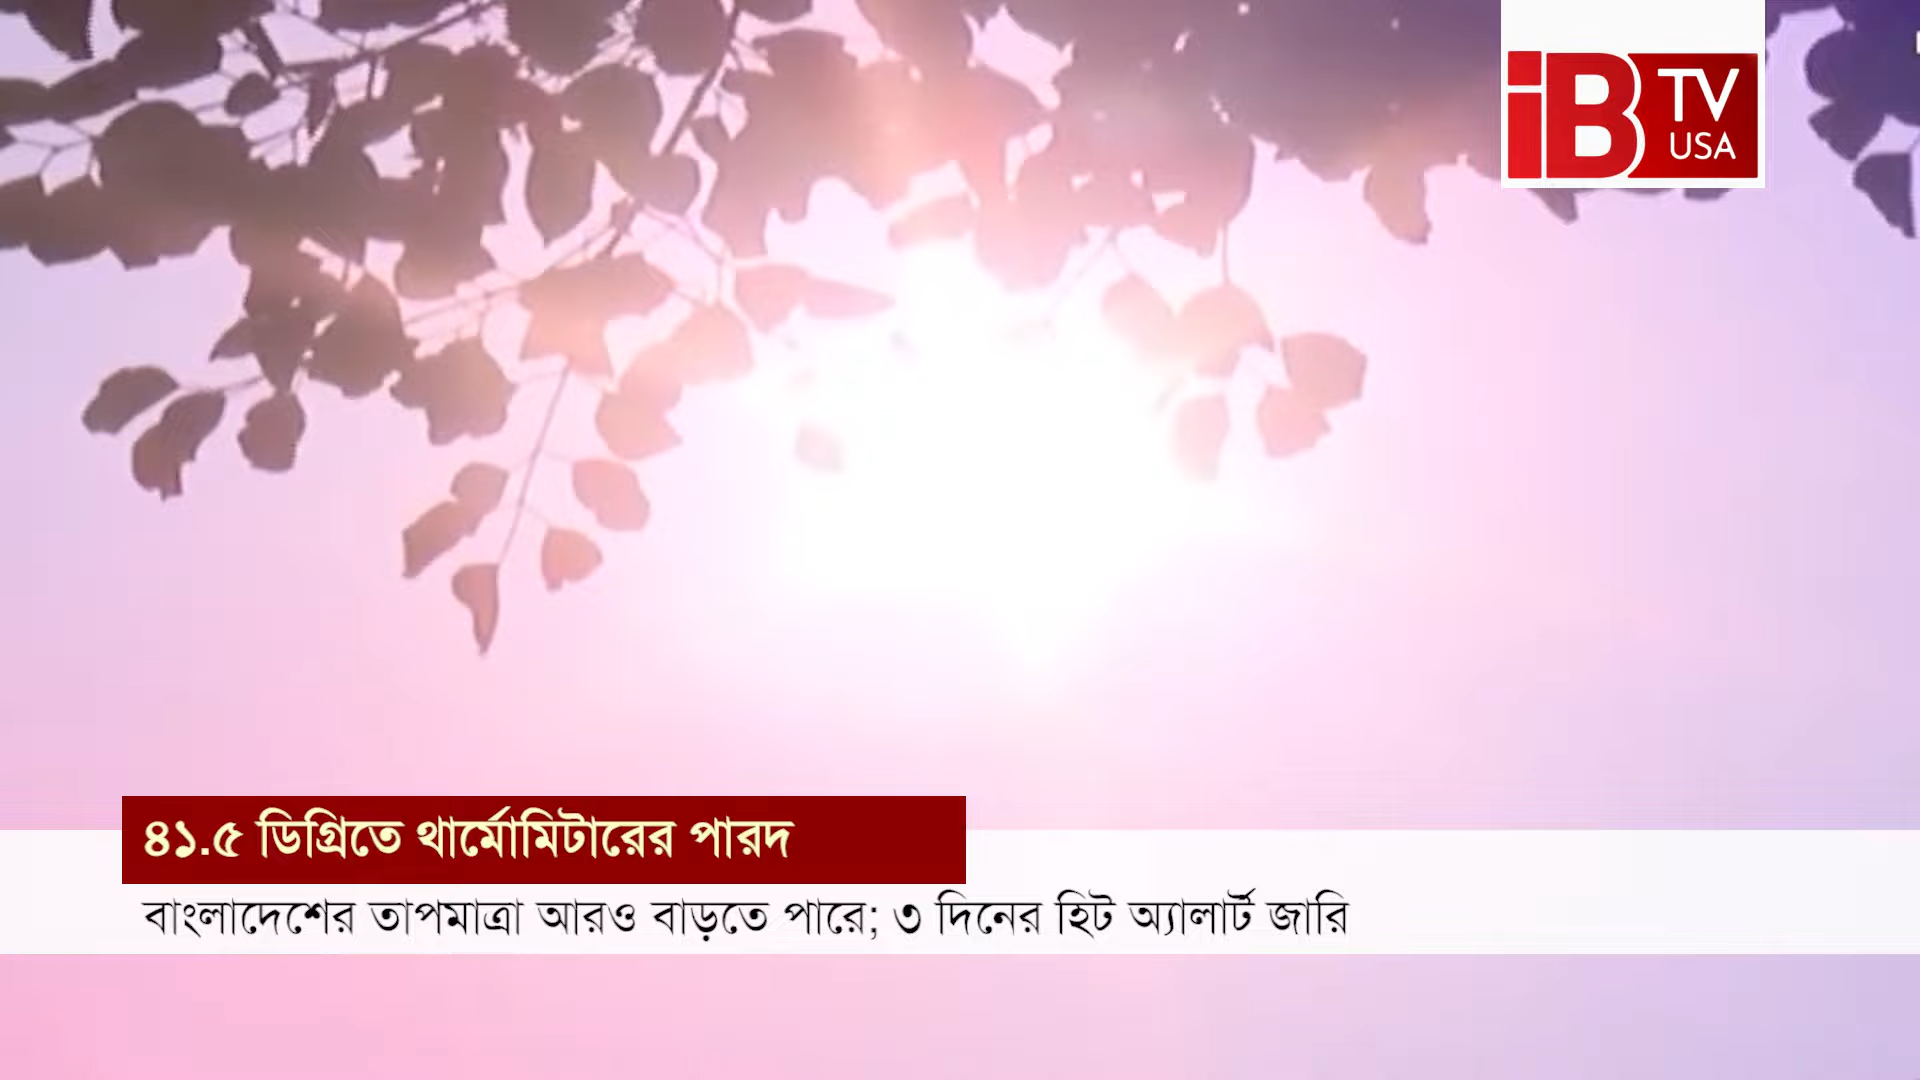 iB TV
USA
৪১.৫ ডিগ্রিতে থার্মোমিটারের পারদ
বাংলাদেশের তাপমাত্রা আরও বাড়তে পারে; ৩ দিনের হিট অ্যালার্ট জারি